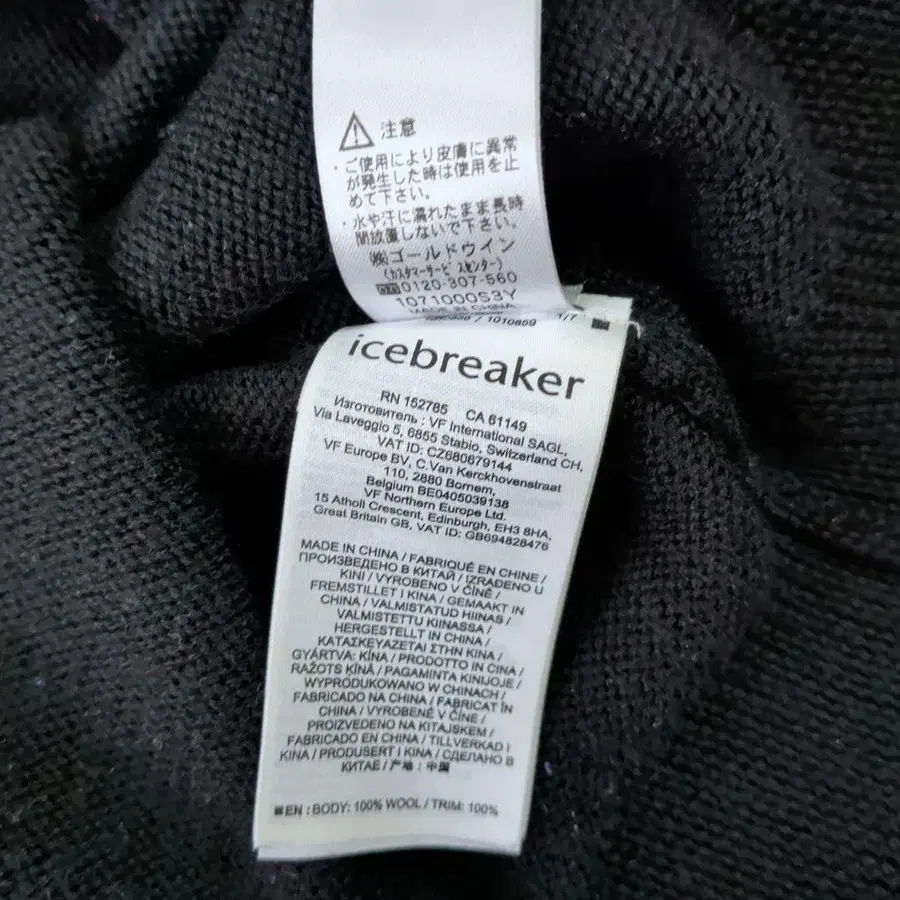 注意
・ご使用により皮膚に異常
が発生した時は使用を止
めて下さい。
・水や汗に濡れたまま長時
間放置しないで下さい。
㈱ゴールドウイン
(カスタマーサービスセンター)
0120-307-560
1071000S3Y
MADE IN CHINA
/ 1010859 1/7
icebreaker
RN 152785 CA 61149
Изготовитель : VF International SAGL,
Via Laveggio 5, 6855 Stabio, Switzerland CH,
VAT ID: CZ680679144
VF Europe BV, C.Van Kerckhovenstraat
110, 2880 Bornem,
Belgium BE0405039138
VF Northern Europe Ltd.
15 Atholl Crescent, Edinburgh, EH3 8HA,
Great Britain GB, VAT ID: GB694828476
MADE IN CHINA / FABRIQUÉ EN CHINE /
ПРОИЗВЕДЕНО В КИТАЙ / IZRAĐENO U
KINI / VYROBENO V ČÍNĚ /
FREMSTILLET I KINA / GEMAAKT IN
CHINA / VALMISTATUD HIINAS /
VALMISTETTU KIINASSA /
HERGESTELLT IN CHINA /
ΚΑΤΑΣΚΕΥΑΖΕΤΑΙ ΣΤΗΝ ΚΙΝΑ /
GYÁRTVA: KÍNA / PRODOTTO IN CINA /
RAŽOTS ĶĪNĀ / PAGAMINTA KINIJOJE /
WYPRODUKOWANO W CHINACH /
FABRICADO NA CHINA / FABRICAT ÎN
CHINA / VYROBENÉ V ČÍNE /
PROIZVEDENO NA KITAJSKEM /
FABRICADO EN CHINA / TILLVERKAD I
KINA / PRODUSERT I KINA / СДЕЛАНО В
КИТАЕ / 产地 : 中国
EN : BODY: 100% WOOL / TRIM: 100%